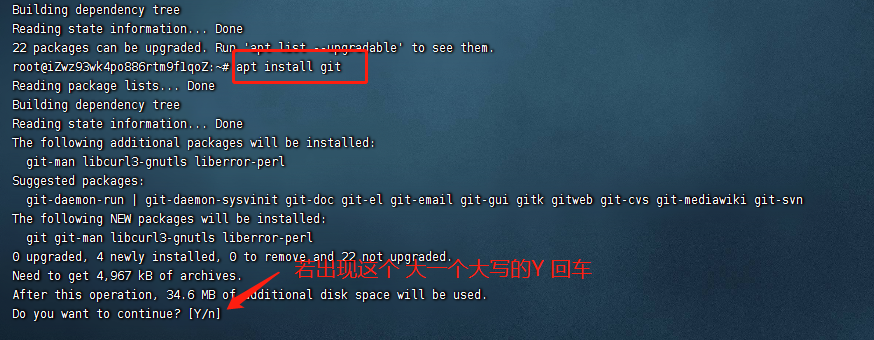 Building dependency tree
Reading state information... Done
22 packages can be upgraded. Run 'apt list --upgradable' to see them.
root@iZwz93wk4po886rtm9flqoZ:~# apt install git
Reading package lists... Done
Building dependency tree
Reading state information... Done
The following additional packages will be installed:
  git-man libcurl3-gnutls liberror-perl
Suggested packages:
  git-daemon-run | git-daemon-sysvinit git-doc git-el git-email git-gui gitk gitweb git-cvs git-mediawiki git-svn
The following NEW packages will be installed:
  git git-man libcurl3-gnutls liberror-perl
0 upgraded, 4 newly installed, 0 to remove and 22 not upgraded.
若出现这个 大一个大写的Y 回车
Need to get 4,967 kB of archives.
After this operation, 34.6 MB of additional disk space will be used.
Do you want to continue? [Y/n]